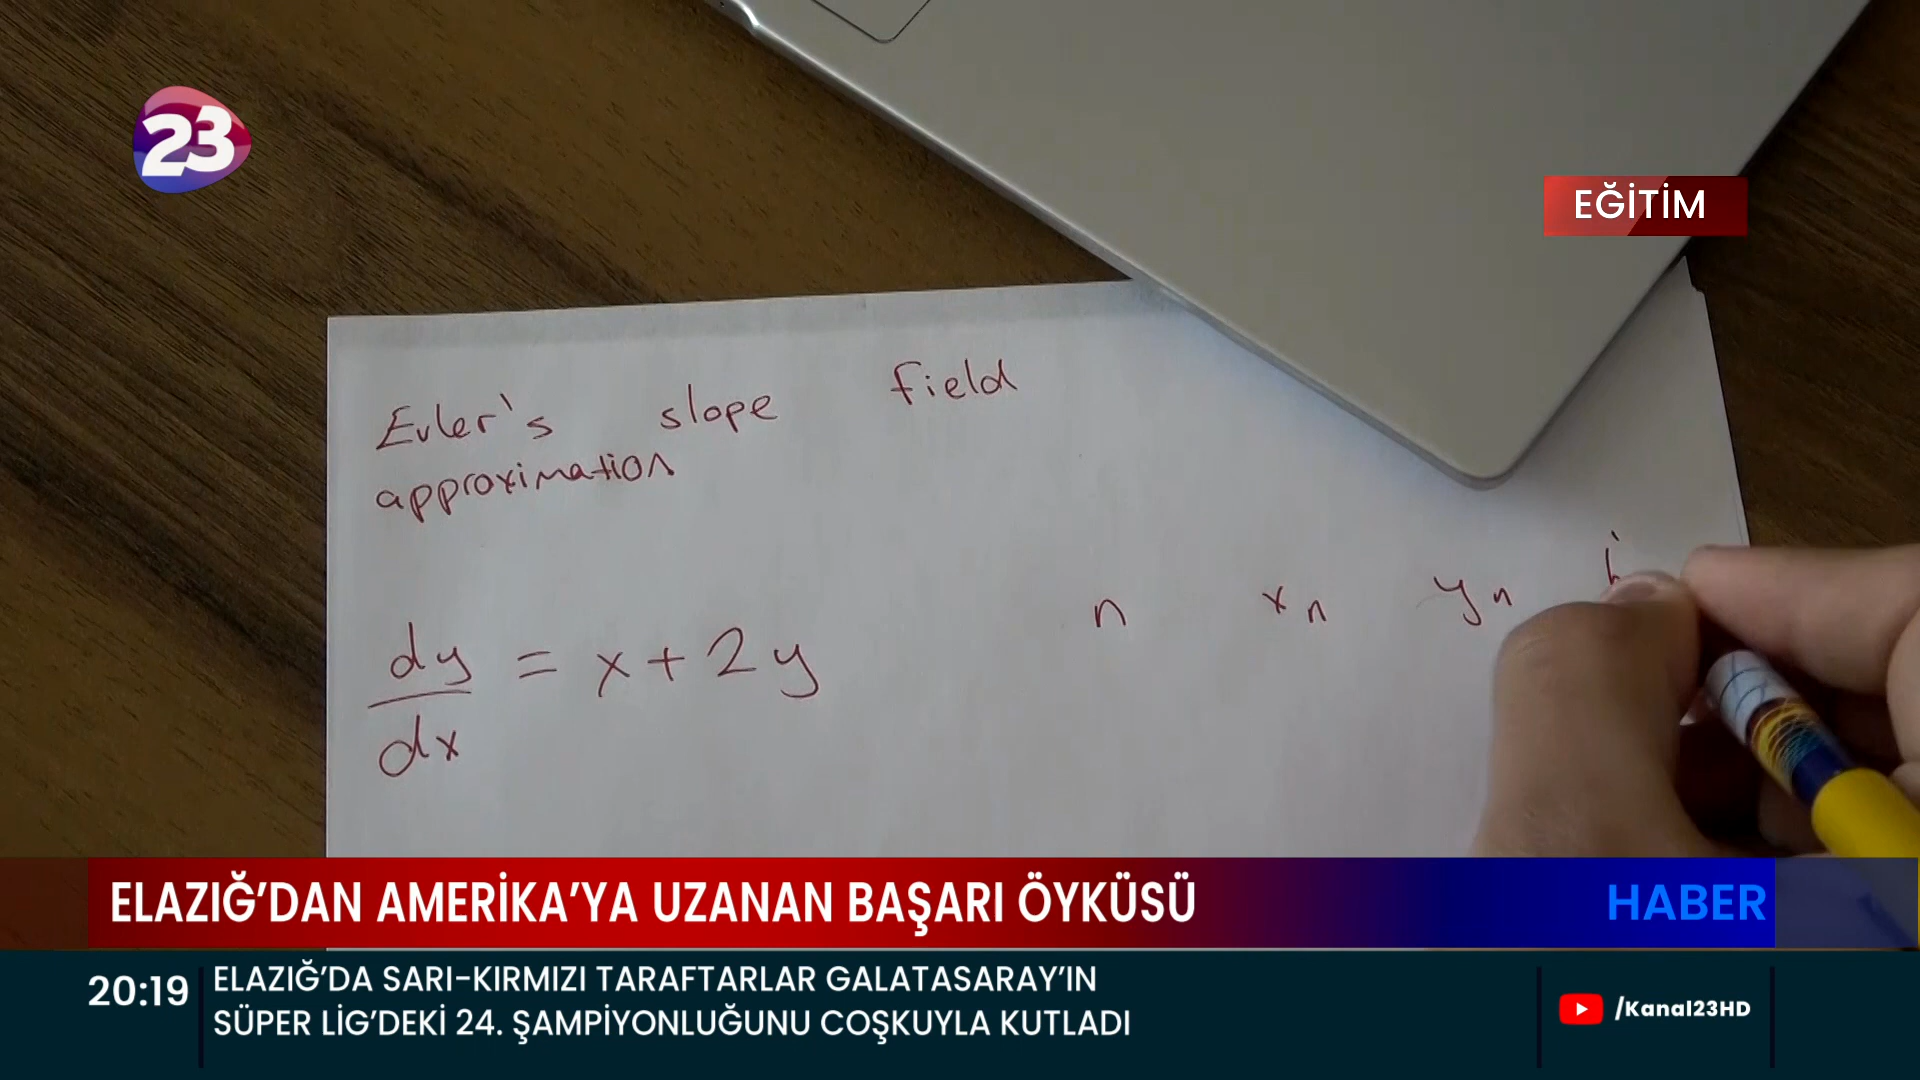 23
EĞİTİM
Euler's slope field
approximation
n xn yn
dy/dx = x+2y
ELAZIĞ’DAN AMERİKA’YA UZANAN BAŞARI ÖYKÜSÜ
HABER
20:19
ELAZIĞ’DA SARI-KIRMIZI TARAFTARLAR GALATASARAY’IN
SÜPER LİG’DEKİ 24. ŞAMPİYONLUĞUNU COŞKUYLA KUTLADI
/Kanal23HD